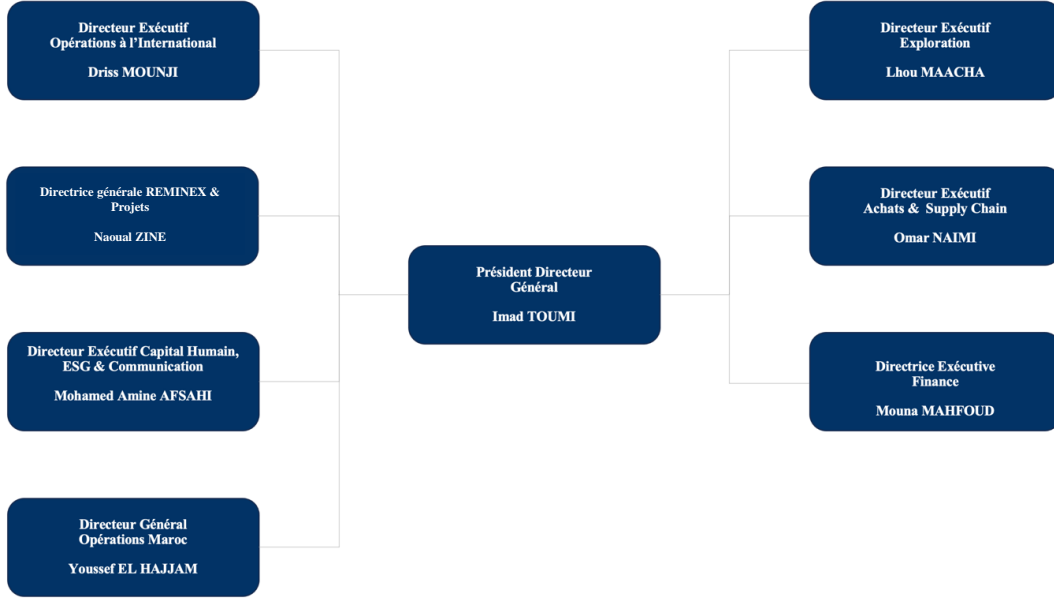 Directeur Exécutif
Opérations à l’International
Driss MOUNJI
Directrice générale REMINEX &
Projets
Naoual ZINE
Directeur Exécutif Capital Humain,
ESG & Communication
Mohamed Amine AFSAHI
Directeur Général
Opérations Maroc
Youssef EL HAJJAM
Président Directeur
Général
Imad TOUMI
Directeur Exécutif
Exploration
Lhou MAACHA
Directeur Exécutif
Achats & Supply Chain
Omar NAIMI
Directrice Exécutive
Finance
Mouna MAHFOUD